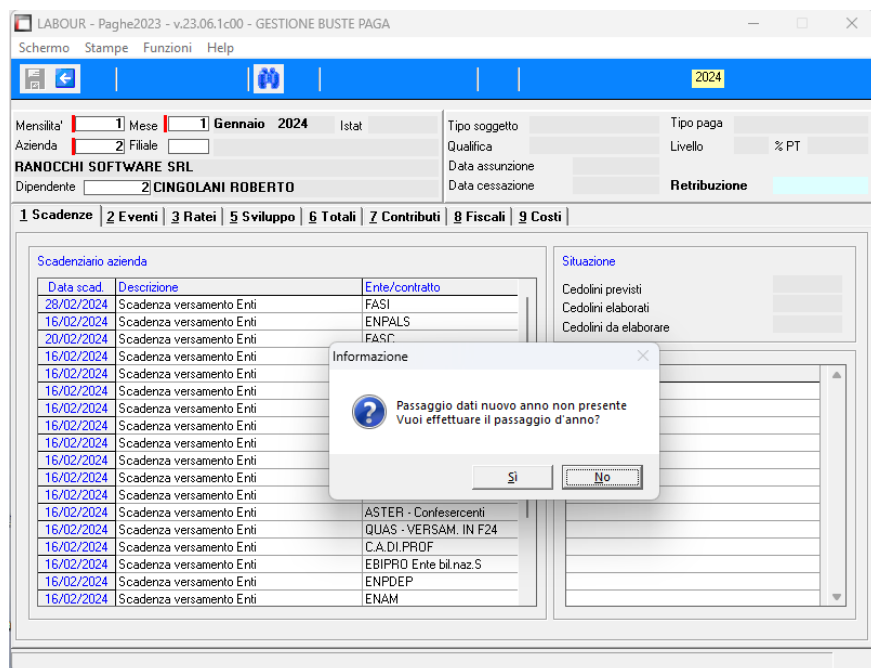 LABOUR - Paghe2023 - v.23.06.1c00 - GESTIONE BUSTE PAGA
Schermo Stampe Funzioni Help
2024
Mensilita' 1 Mese 1 Gennaio 2024 Istat
Azienda 2 Filiale
RANOCCHI SOFTWARE SRL
Dipendente 2 CINGOLANI ROBERTO
Tipo soggetto Tipo paga
Qualifica Livello % PT
Data assunzione
Data cessazione Retribuzione
1 Scadenze 2 Eventi 3 Ratei 5 Sviluppo 6 Totali 7 Contributi 8 Fiscali 9 Costi
Scadenziario azienda
Data scad. Descrizione Ente/contratto
28/02/2024 Scadenza versamento Enti FASI
16/02/2024 Scadenza versamento Enti ENPALS
20/02/2024 Scadenza versamento Enti FASC
16/02/2024 Scadenza versamento Enti
16/02/2024 Scadenza versamento Enti
16/02/2024 Scadenza versamento Enti
16/02/2024 Scadenza versamento Enti
16/02/2024 Scadenza versamento Enti
16/02/2024 Scadenza versamento Enti
16/02/2024 Scadenza versamento Enti
16/02/2024 Scadenza versamento Enti
16/02/2024 Scadenza versamento Enti
16/02/2024 Scadenza versamento Enti ASTER - Confesercenti
16/02/2024 Scadenza versamento Enti QUAS - VERSAM. IN F24
16/02/2024 Scadenza versamento Enti C.A.DI.PROF
16/02/2024 Scadenza versamento Enti EBIPRO Ente bil.naz.S
16/02/2024 Scadenza versamento Enti ENPDEP
16/02/2024 Scadenza versamento Enti ENAM
Situazione
Cedolini previsti
Cedolini elaborati
Cedolini da elaborare
Informazione
Passaggio dati nuovo anno non presente
Vuoi effettuare il passaggio d'anno?
Sì No